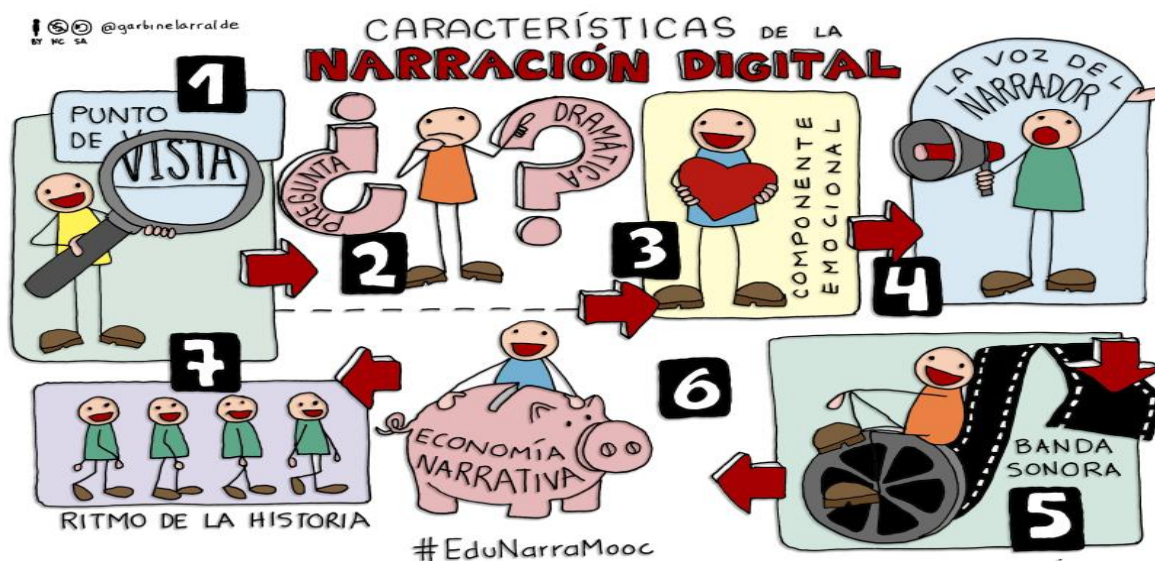 @garbinelarralde
BY NC SA
CARACTERÍSTICAS DE LA
NARRACIÓN DIGITAL
1
PUNTO
DE VISTA
2
¿PREGUNTA
DRAMÁTICA?
3
COMPONENTE
EMOCIONAL
4
LA VOZ DEL
NARRADOR
5
BANDA
SONORA
6
ECONOMÍA
NARRATIVA
7
RITMO DE LA HISTORIA
#EduNarraMooc